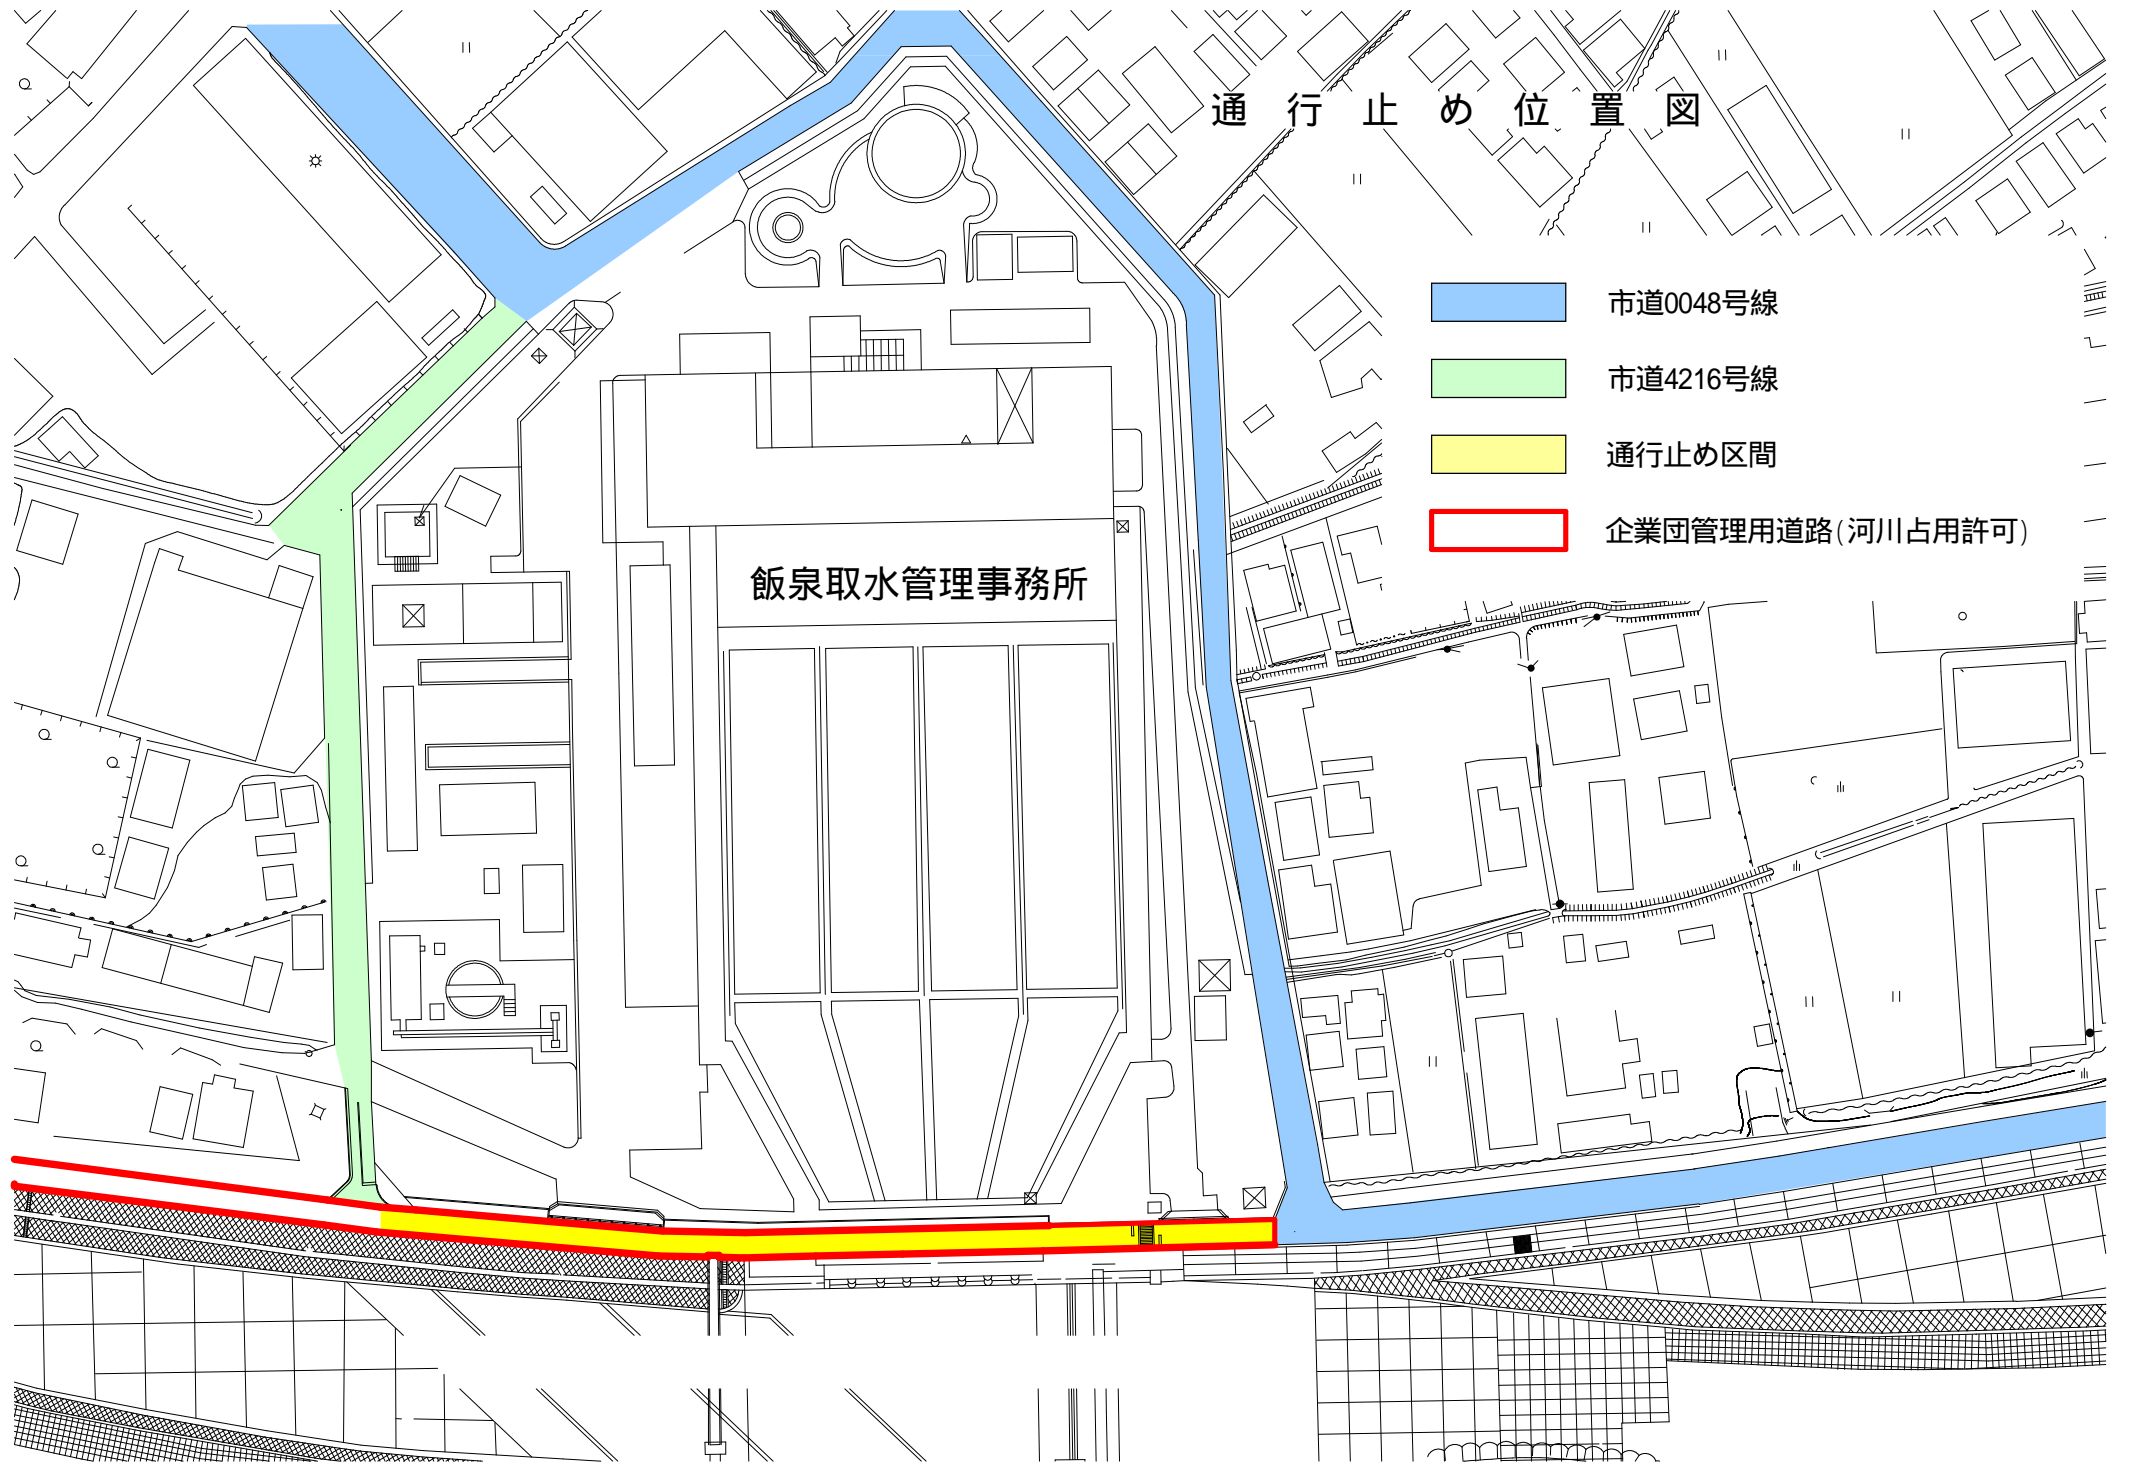 通行止め位置図
市道0048号線
市道4216号線
通行止め区間
企業団管理用道路(河川占用許可)
飯泉取水管理事務所